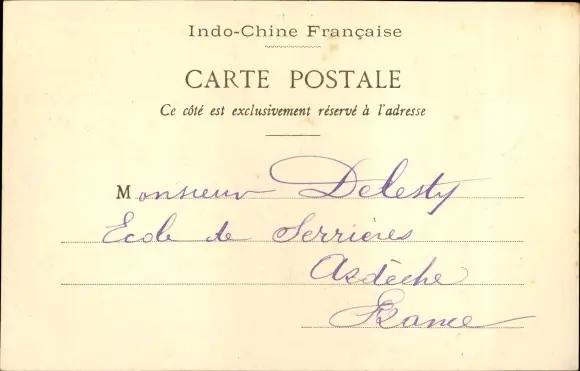 Indo-Chine Française
CARTE POSTALE
Ce côté est exclusivement réservé à l'adresse
Monsieur Delesty
Ecole de Serrières
Ardèche
France